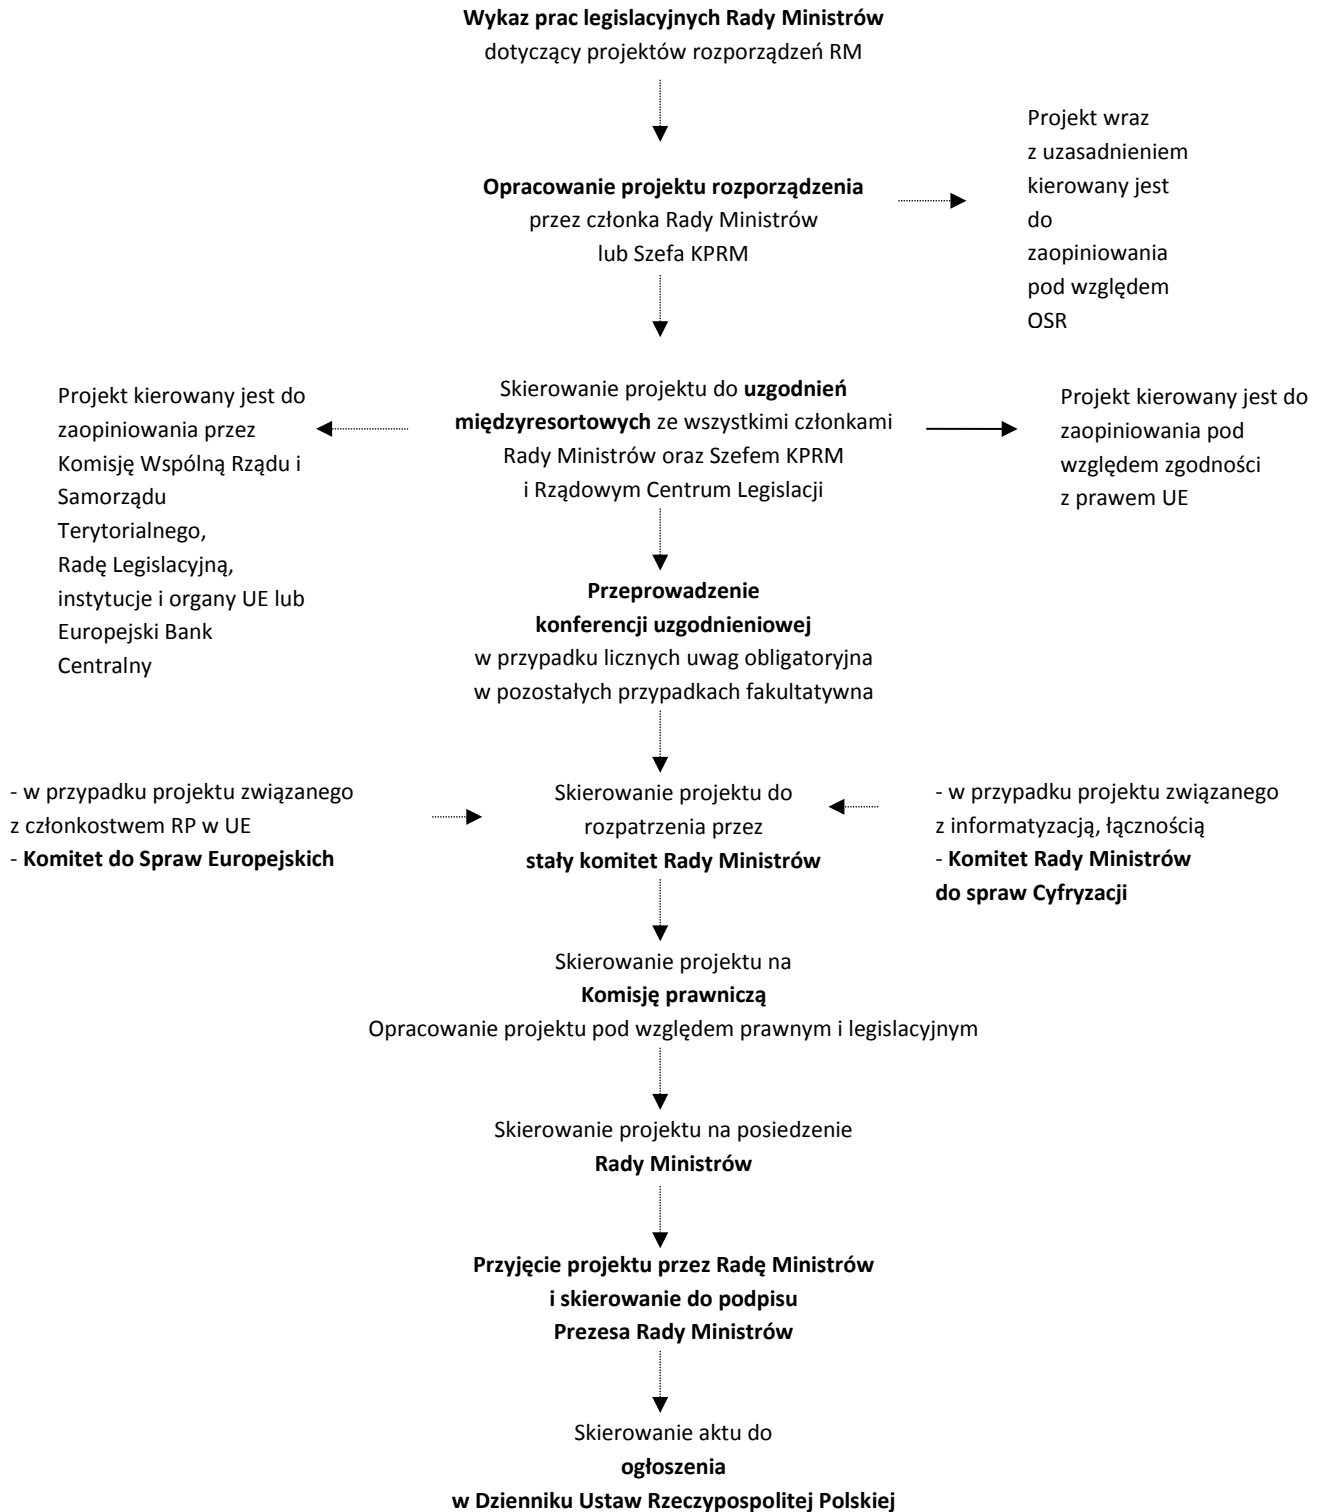 Wykaz prac legislacyjnych Rady Ministrów
dotyczący projektów rozporządzeń RM
Opracowanie projektu rozporządzenia
przez członka Rady Ministrów
lub Szefa KPRM
Projekt wraz
z uzasadnieniem
kierowany jest
do
zaopiniowania
pod względem
OSR
Projekt kierowany jest do
zaopiniowania przez
Komisję Wspólną Rządu i
Samorządu
Terytorialnego,
Radę Legislacyjną,
instytucje i organy UE lub
Europejski Bank
Centralny
Skierowanie projektu do uzgodnień
międzyresortowych ze wszystkimi członkami
Rady Ministrów oraz Szefem KPRM
i Rządowym Centrum Legislacji
Projekt kierowany jest do
zaopiniowania pod
względem zgodności
z prawem UE
Przeprowadzenie
konferencji uzgodnieniowej
w przypadku licznych uwag obligatoryjna
w pozostałych przypadkach fakultatywna
- w przypadku projektu związanego
z członkostwem RP w UE
- Komitet do Spraw Europejskich
Skierowanie projektu do
rozpatrzenia przez
stały komitet Rady Ministrów
- w przypadku projektu związanego
z informatyzacją, łącznością
- Komitet Rady Ministrów
do spraw Cyfryzacji
Skierowanie projektu na
Komisję prawniczą
Opracowanie projektu pod względem prawnym i legislacyjnym
Skierowanie projektu na posiedzenie
Rady Ministrów
Przyjęcie projektu przez Radę Ministrów
i skierowanie do podpisu
Prezesa Rady Ministrów
Skierowanie aktu do
ogłoszenia
w Dzienniku Ustaw Rzeczypospolitej Polskiej